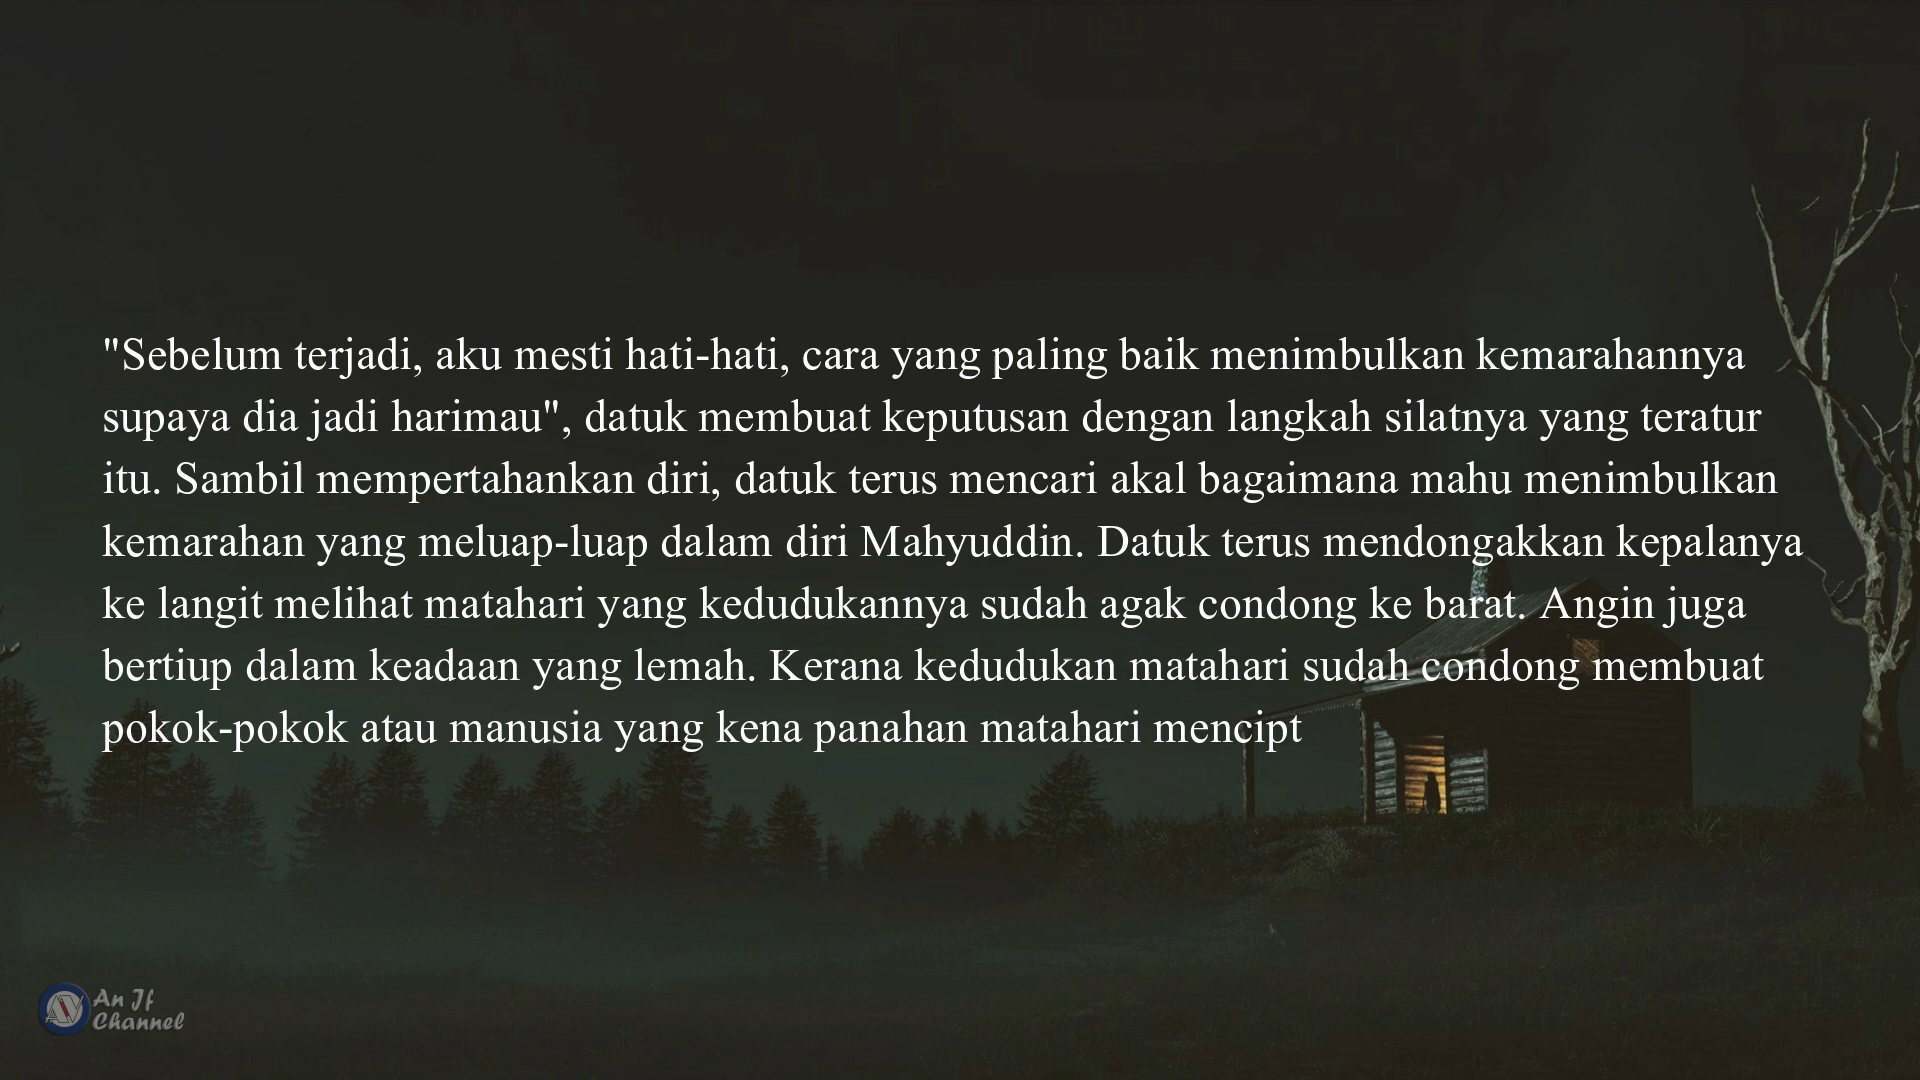 "Sebelum terjadi, aku mesti hati-hati, cara yang paling baik menimbulkan kemarahannya
supaya dia jadi harimau", datuk membuat keputusan dengan langkah silatnya yang teratur
itu. Sambil mempertahankan diri, datuk terus mencari akal bagaimana mahu menimbulkan
kemarahan yang meluap-luap dalam diri Mahyuddin. Datuk terus mendongakkan kepalanya
ke langit melihat matahari yang kedudukannya sudah agak condong ke barat. Angin juga
bertiup dalam keadaan yang lemah. Kerana kedudukan matahari sudah condong membuat
pokok-pokok atau manusia yang kena panahan matahari mencipt
An If
Channel